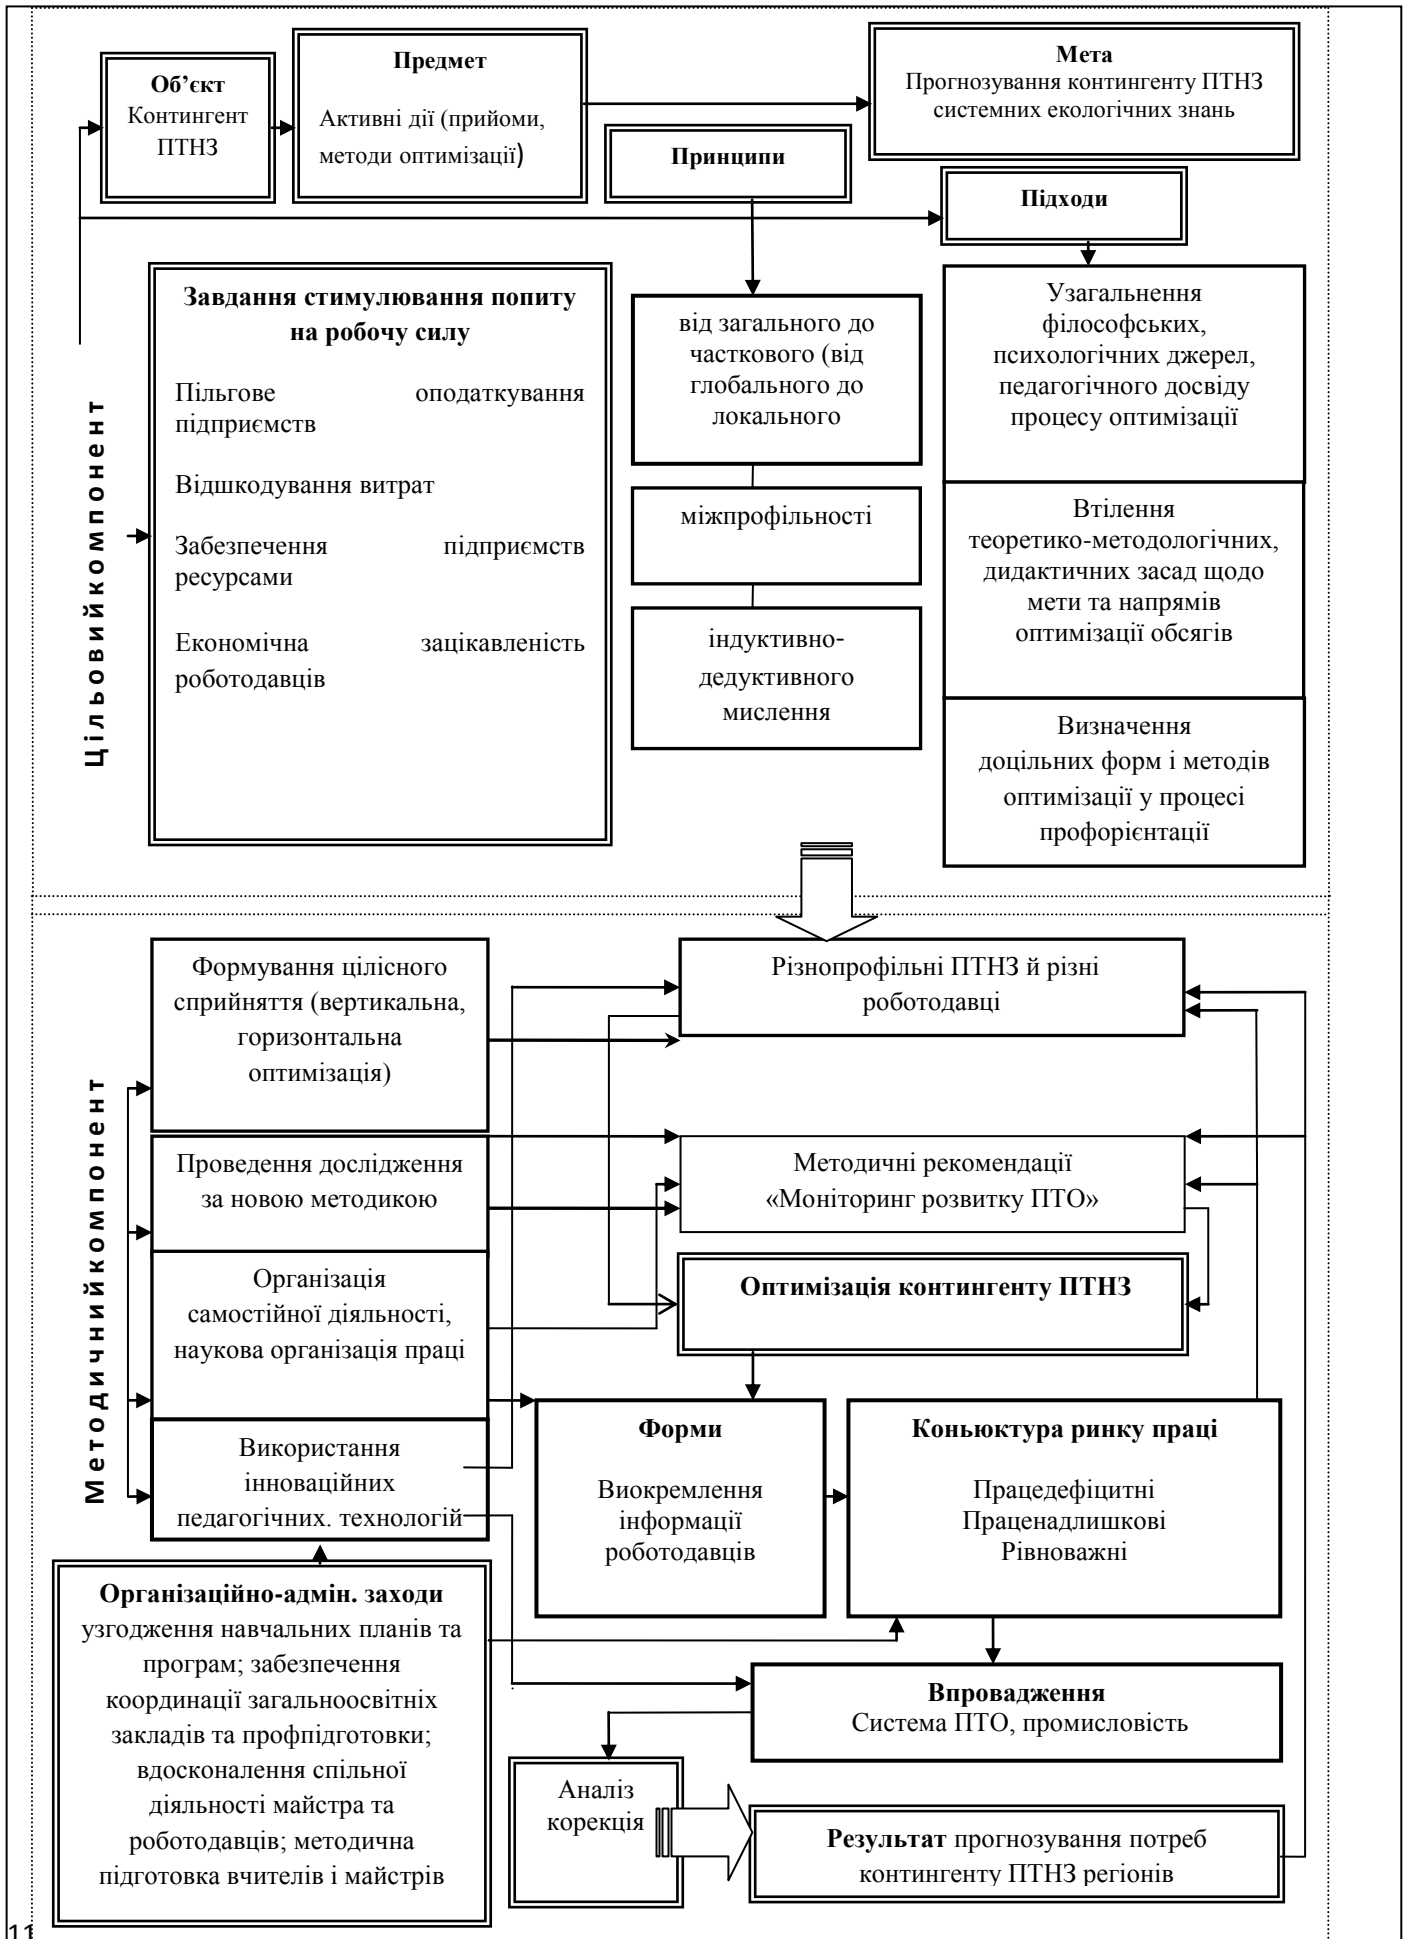 Об’єкт
Контингент
ПТНЗ
Предмет
Активні дії (прийоми,
методи оптимізації)
Мета
Прогнозування контингенту ПТНЗ
системних екологічних знань
Принципи
Підходи
Цільовийкомпонент
Завдання стимулювання попиту
на робочу силу
Пільгове оподаткування
підприємств
Відшкодування витрат
Забезпечення підприємств
ресурсами
Економічна зацікавленість
роботодавців
від загального до
часткового (від
глобального до
локального
міжпрофільності
індуктивно-
дедуктивного
мислення
Узагальнення
філософських,
психологічних джерел,
педагогічного досвіду
процесу оптимізації
Втілення
теоретико-методологічних,
дидактичних засад щодо
мети та напрямів
оптимізації обсягів
Визначення
доцільних форм і методів
оптимізації у процесі
профорієнтації
Методичнийкомпонент
Формування цілісного
сприйняття (вертикальна,
горизонтальна
оптимізація)
Проведення дослідження
за новою методикою
Організація
самостійної діяльності,
наукова організація праці
Використання
інноваційних
педагогічних. технологій
Різнопрофільні ПТНЗ й різні
роботодавці
Методичні рекомендації
«Моніторинг розвитку ПТО»
Оптимізація контингенту ПТНЗ
Форми
Виокремлення
інформації
роботодавців
Коньюктура ринку праці
Працедефіцитні
Праценадлишкові
Рівноважні
Організаційно-адмін. заходи
узгодження навчальних планів та
програм; забезпечення
координації загальноосвітніх
закладів та профпідготовки;
вдосконалення спільної
діяльності майстра та
роботодавців; методична
підготовка вчителів і майстрів
Впровадження
Система ПТО, промисловість
Аналіз
корекція
Результат прогнозування потреб
контингенту ПТНЗ регіонів
11